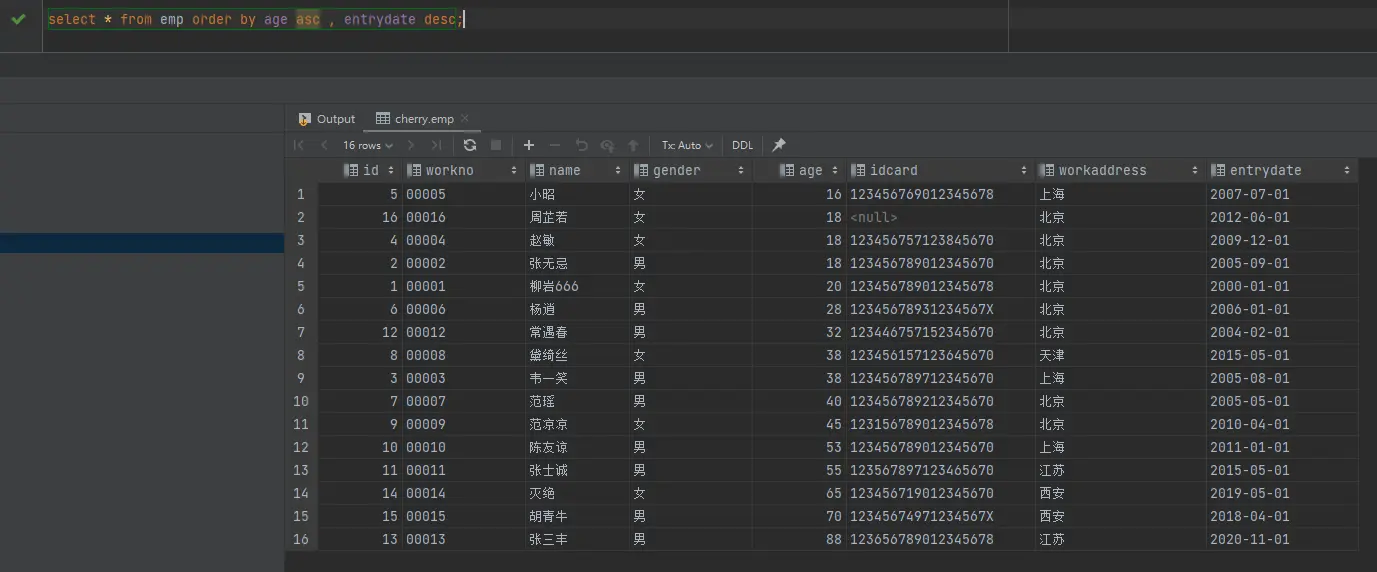 select * from emp order by age asc , entrydate desc;
Output cherry.emp
16 rows Tx: Auto DDL
id workno name gender age idcard workaddress entrydate
1 5 00005 小昭 女 16 123456769012345678 上海 2007-07-01
2 16 00016 周芷若 女 18 <null> 北京 2012-06-01
3 4 00004 赵敏 女 18 123456757123845670 北京 2009-12-01
4 2 00002 张无忌 男 18 123456789012345670 北京 2005-09-01
5 1 00001 柳岩666 女 20 123456789012345678 北京 2000-01-01
6 6 00006 杨逍 男 28 12345678931234567X 北京 2006-01-01
7 12 00012 常遇春 男 32 123446757152345670 北京 2004-02-01
8 8 00008 黛绮丝 女 38 123456157123645670 天津 2015-05-01
9 3 00003 韦一笑 男 38 123456789712345670 上海 2005-08-01
10 7 00007 范瑶 男 40 123456789212345670 北京 2005-05-01
11 9 00009 范凉凉 女 45 123156789012345678 北京 2010-04-01
12 10 00010 陈友谅 男 53 123456789012345670 上海 2011-01-01
13 11 00011 张士诚 男 55 123567897123465670 江苏 2015-05-01
14 14 00014 灭绝 女 65 123456719012345670 西安 2019-05-01
15 15 00015 胡青牛 男 70 12345674971234567X 西安 2018-04-01
16 13 00013 张三丰 男 88 123656789012345678 江苏 2020-11-01